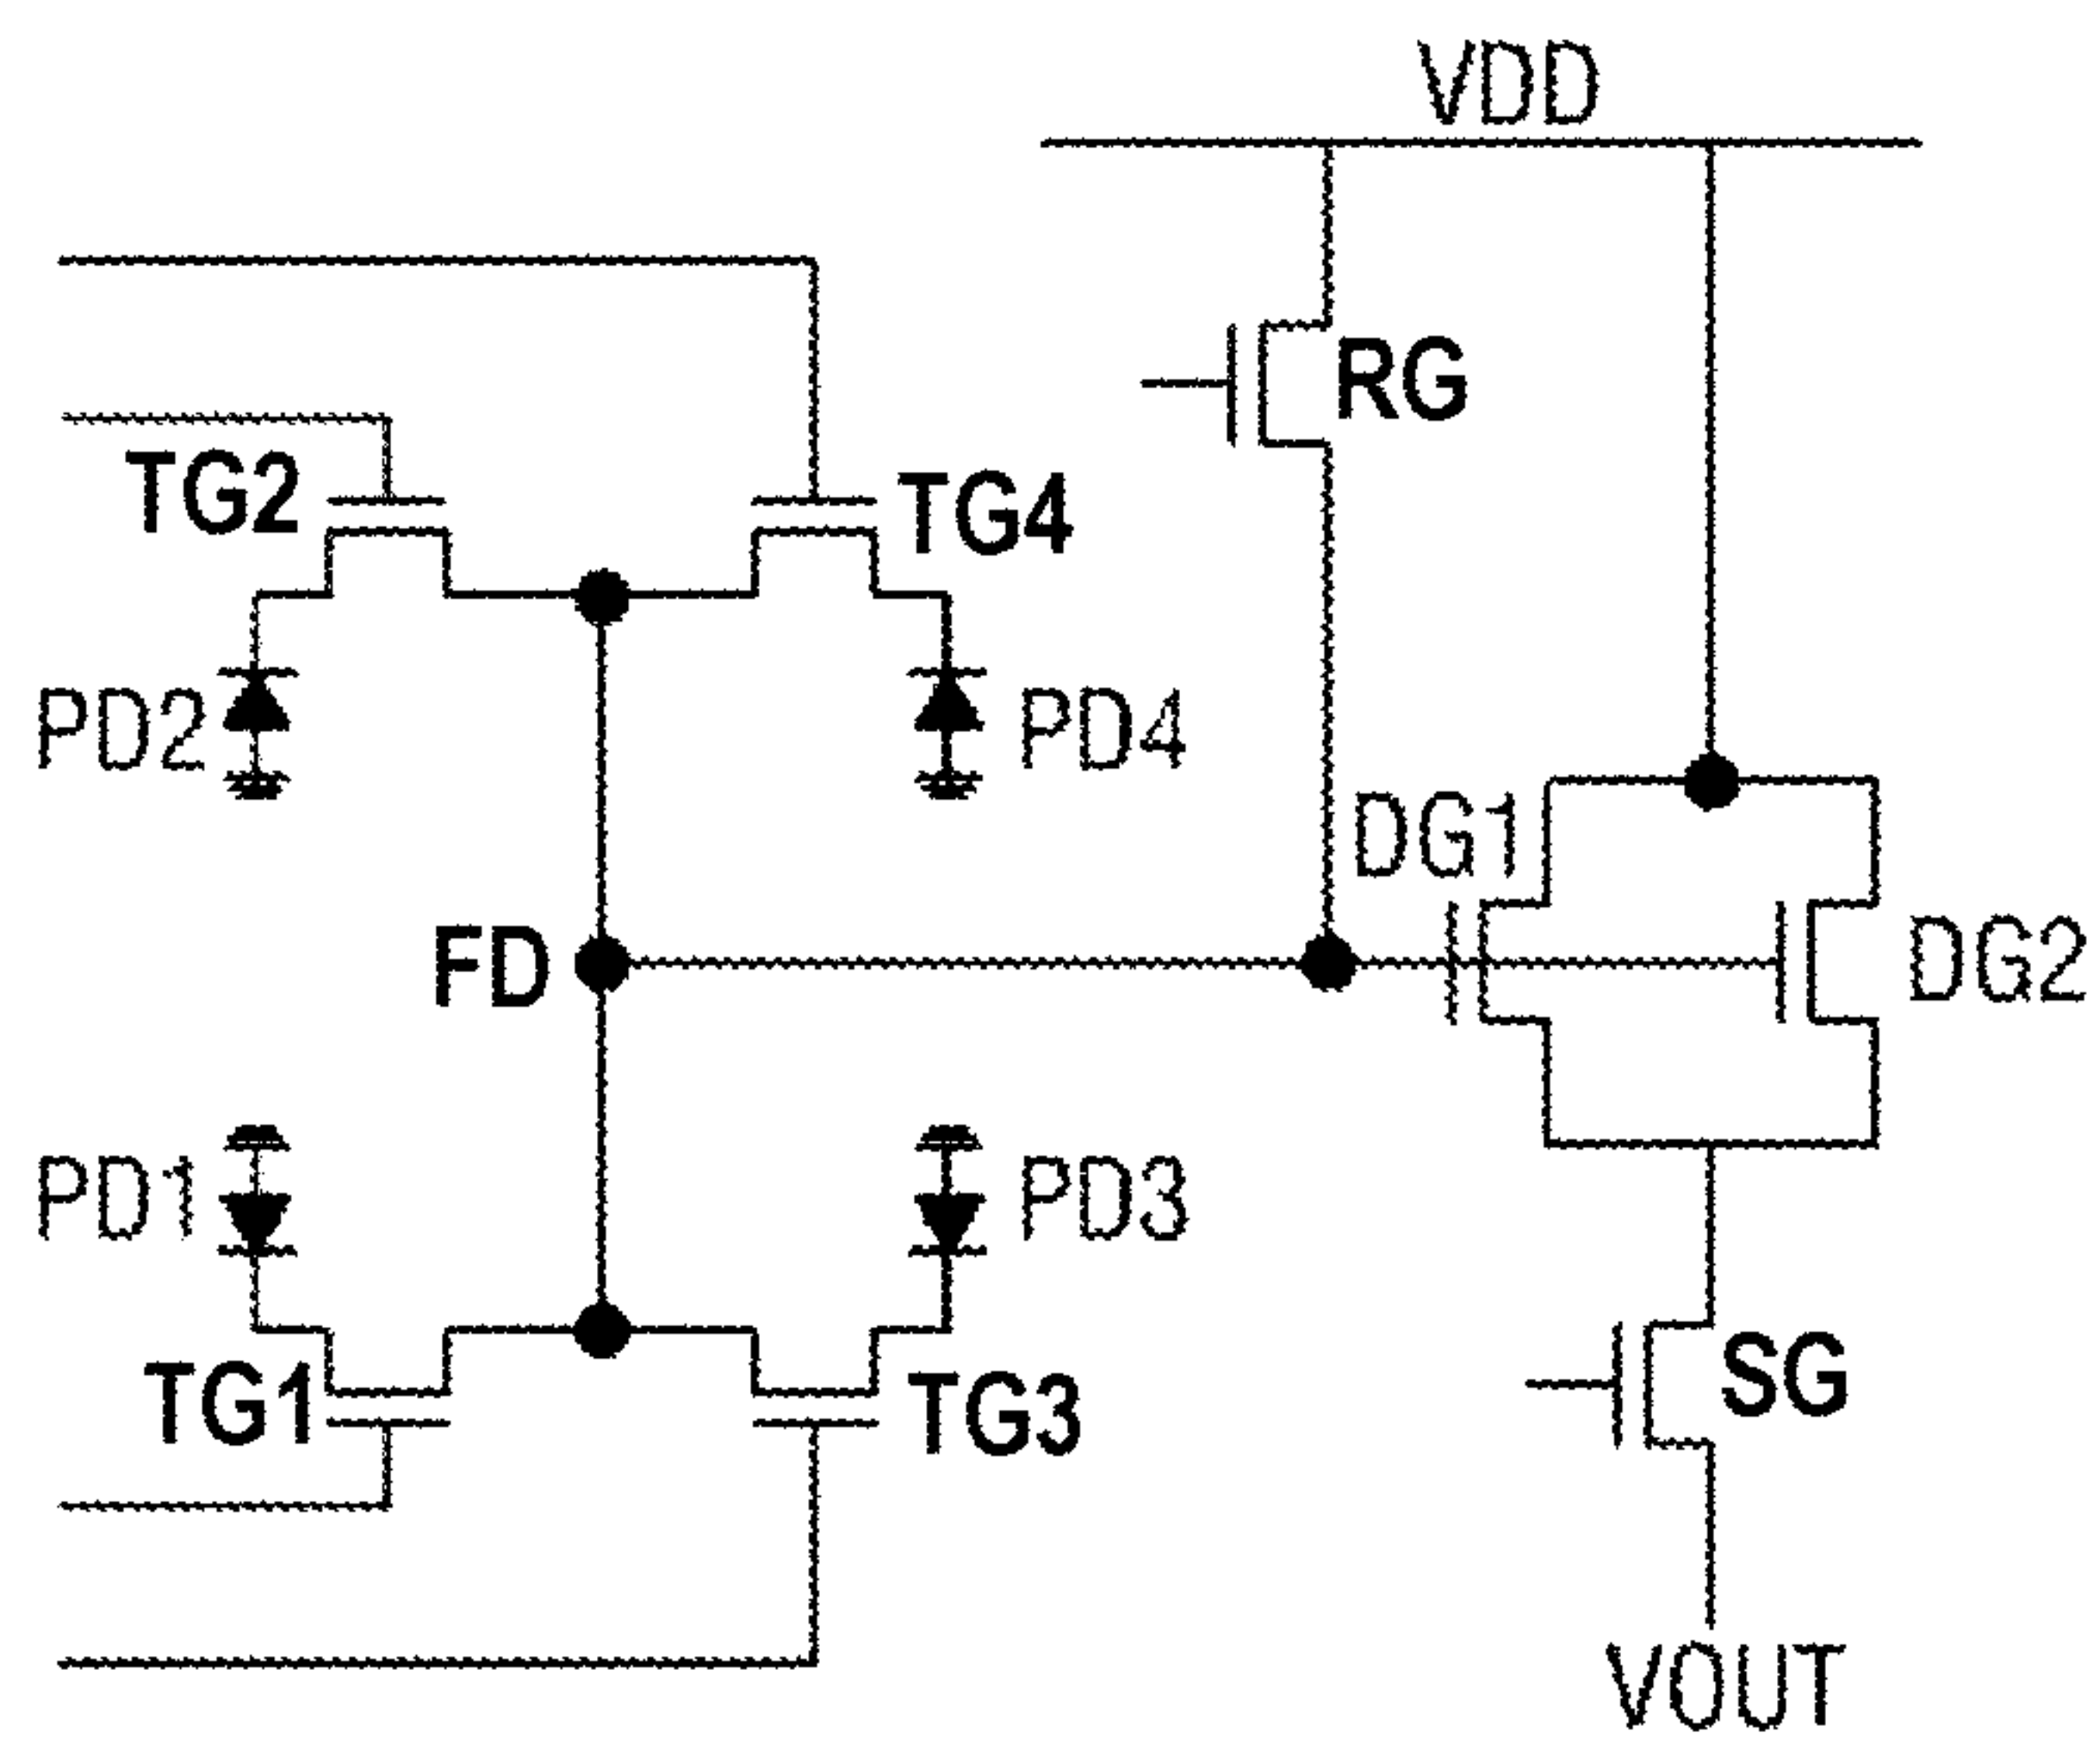 VDD
RG
TG2
TG4
PD2
PD4
DG1
FD
DG2
PD1
PD3
TG1
TG3
SG
VOUT